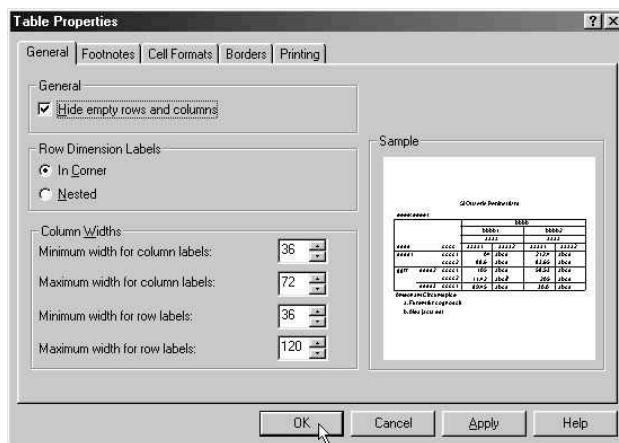 Table Properties
General Footnotes Cell Formats Borders Printing
General
Hide empty rows and columns
Row Dimension Labels
In Corner
Nested
Column Widths
Minimum width for column labels: 36
Maximum width for column labels: 72
Minimum width for row labels: 36
Maximum width for row labels: 120
Sample
OK Cancel Apply Help